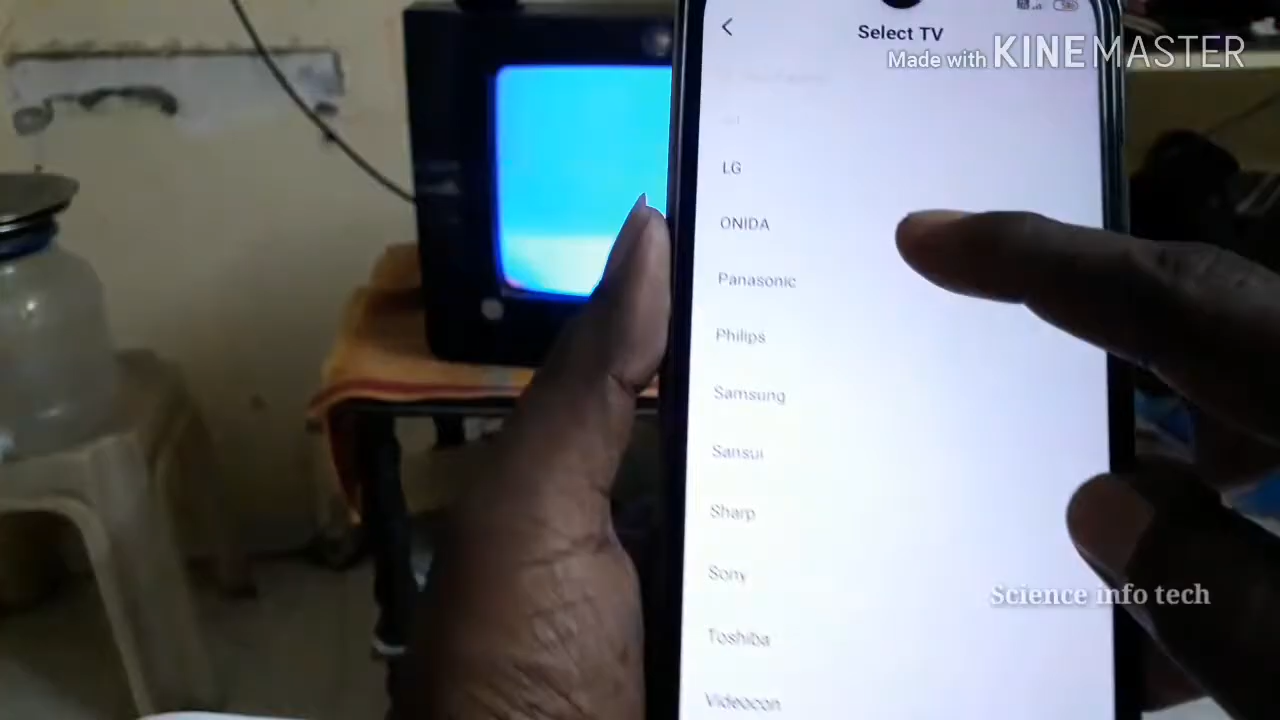 Select TV
Made with KINEMASTER
LG
ONIDA
Panasonic
Philips
Samsung
Sansui
Sharp
Sony
Science info tech
Toshiba
Videocon